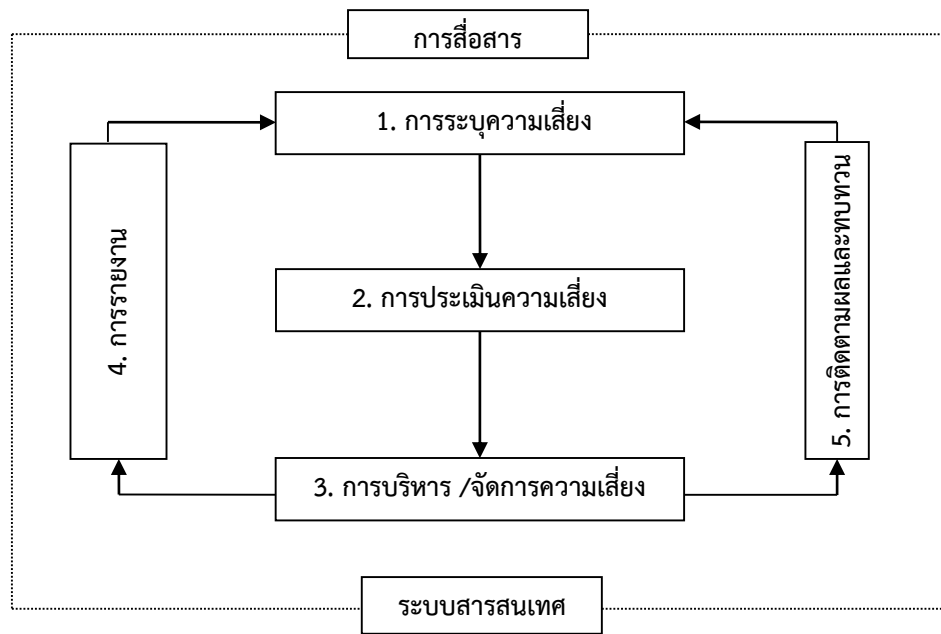 การสื่อสาร
1. การระบุความเสี่ยง
2. การประเมินความเสี่ยง
3. การบริหาร /จัดการความเสี่ยง
4. การรายงาน
5. การติดตามผลและทบทวน
ระบบสารสนเทศ